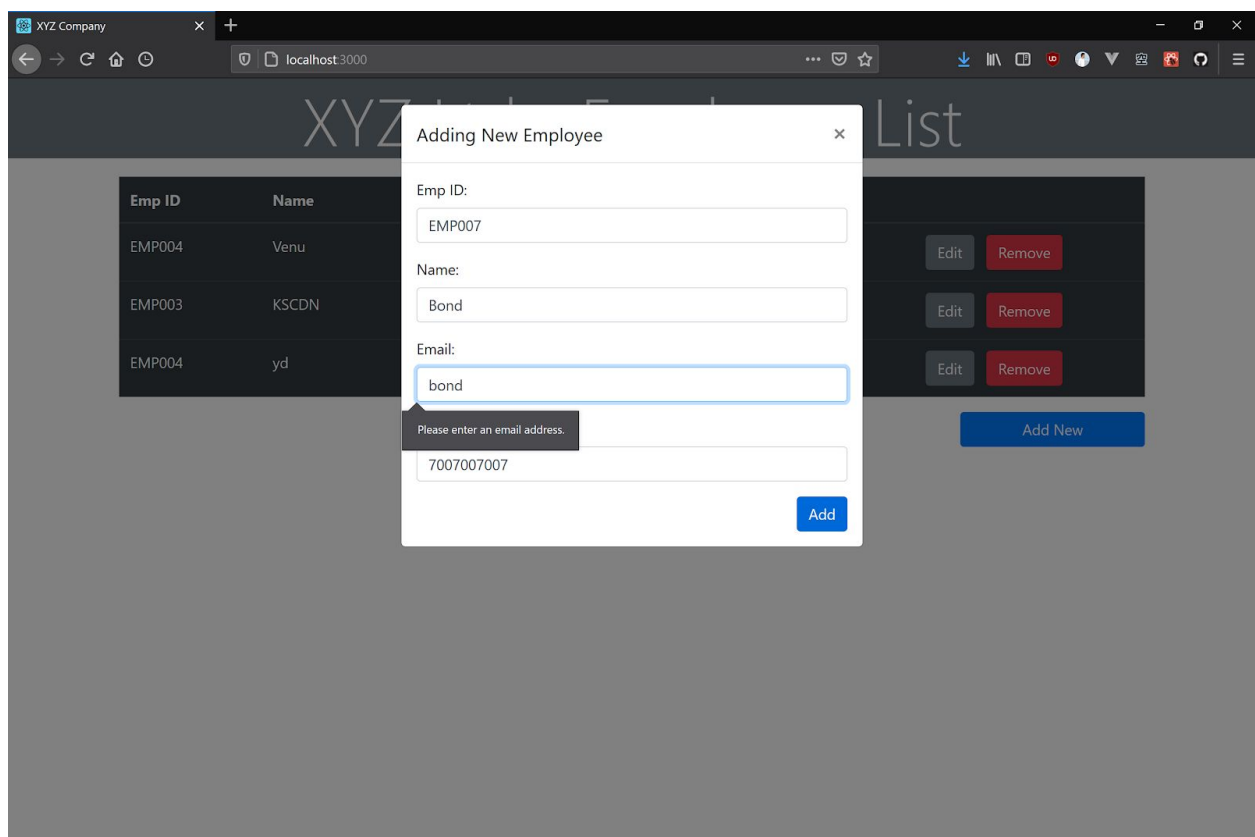 XYZ Company
localhost:3000
XYZ List
Adding New Employee
Emp ID:
EMP007
Name:
Bond
Email:
bond
Please enter an email address.
7007007007
Add
Emp ID Name
EMP004 Venu Edit Remove
EMP003 KSCDN Edit Remove
EMP004 yd Edit Remove
Add New